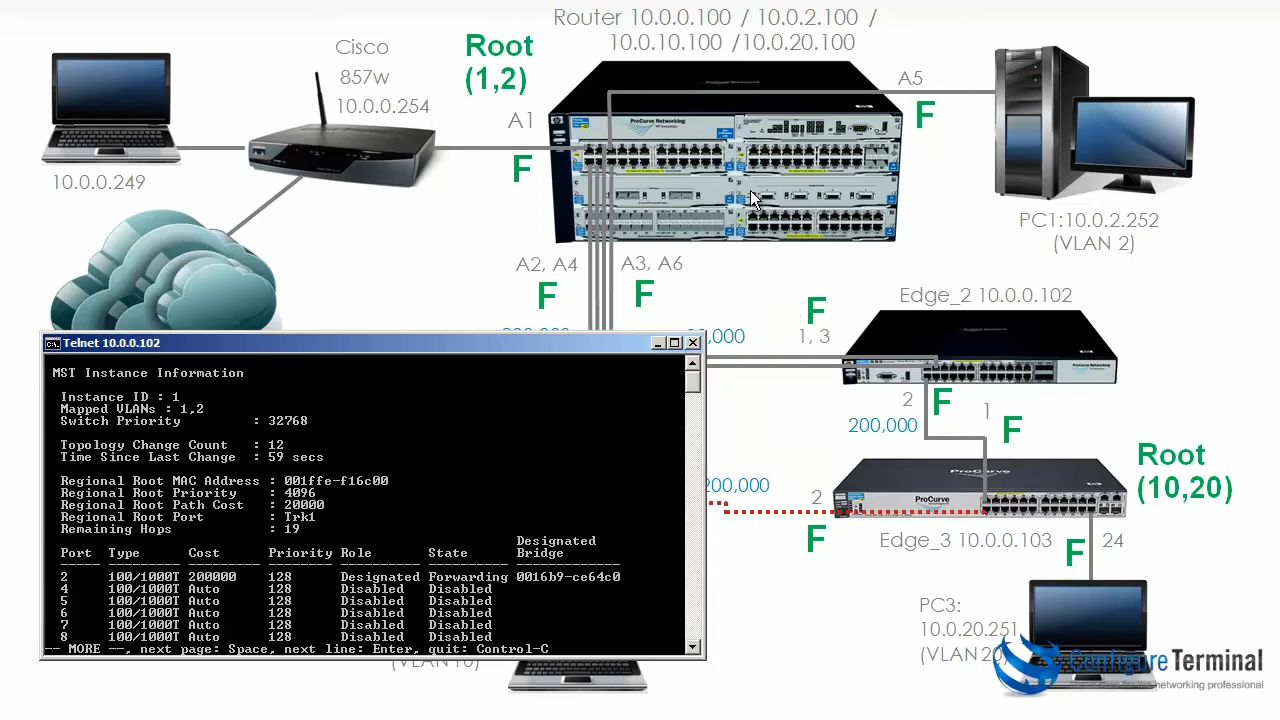 Router 10.0.0.100 / 10.0.2.100 /
10.0.10.100 /10.0.20.100
Root
(1,2)
Cisco
857w
10.0.0.254
A1
F
A5
F
10.0.0.249
PC1:10.0.2.252
(VLAN 2)
ProCurve Networking
A2, A4
F
A3, A6
F
Edge_2 10.0.0.102
F
1, 3
2
F
200,000
1
F
Root
(10,20)
200,000
2
F
ProCurve
ProCurve
Edge_3 10.0.0.103
F
24
PC3:
10.0.20.251
ConfigureTerminal
Telnet 10.0.0.102
MST Instance Information
Instance ID : 1
Mapped VLANs : 1,2
Switch Priority : 32768
Topology Change Count : 12
Time Since Last Change : 59 secs
Regional Root MAC Address : 001ffe-f16c00
Regional Root Priority : 4096
Regional Root Path Cost : 20000
Regional Root Port : Trk1
Remaining Hops : 19
Designated
Port Type Cost Priority Role State Bridge
2 100/1000T 200000 128 Designated Forwarding 0016b9-ce64c0
4 100/1000T Auto 128 Disabled Disabled
5 100/1000T Auto 128 Disabled Disabled
6 100/1000T Auto 128 Disabled Disabled
7 100/1000T Auto 128 Disabled Disabled
8 100/1000T Auto 128 Disabled Disabled
-- MORE --, next page: Space, next line: Enter, quit: Control-C